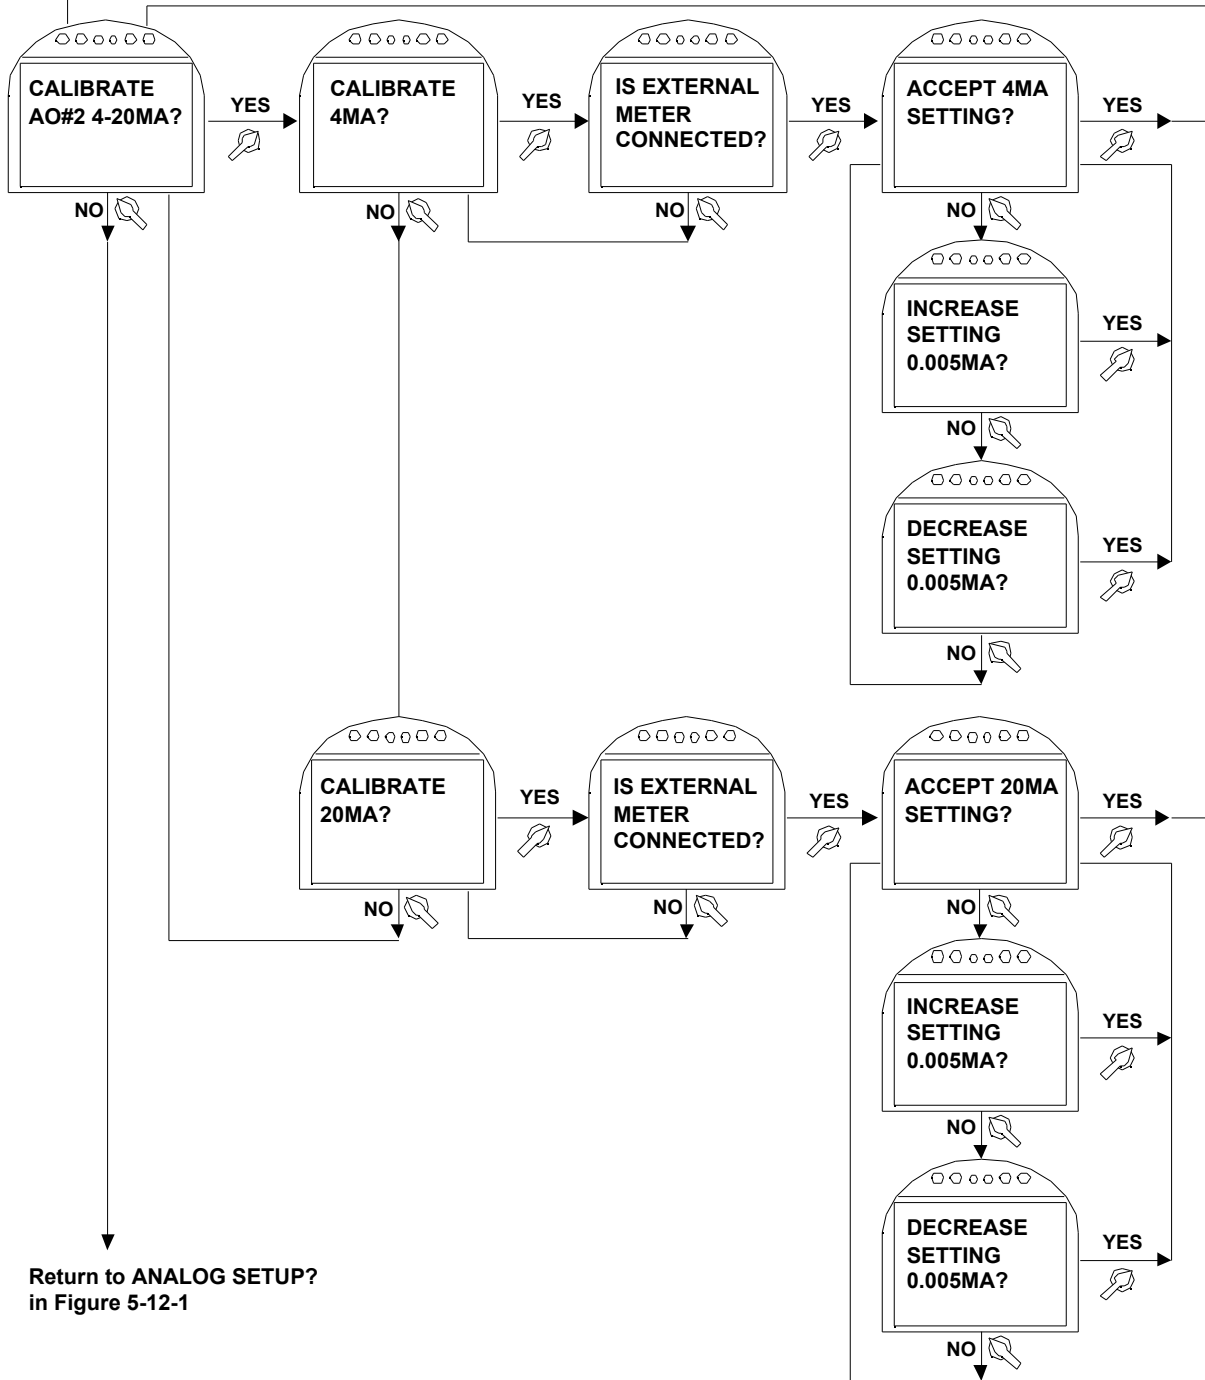 CALIBRATE
AO#2 4-20MA?
YES
NO
CALIBRATE
4MA?
YES
NO
IS EXTERNAL
METER
CONNECTED?
YES
NO
ACCEPT 4MA
SETTING?
YES
NO
INCREASE
SETTING
0.005MA?
YES
NO
DECREASE
SETTING
0.005MA?
YES
NO
CALIBRATE
20MA?
YES
NO
IS EXTERNAL
METER
CONNECTED?
YES
NO
ACCEPT 20MA
SETTING?
YES
NO
INCREASE
SETTING
0.005MA?
YES
NO
DECREASE
SETTING
0.005MA?
YES
NO
Return to ANALOG SETUP?
in Figure 5-12-1